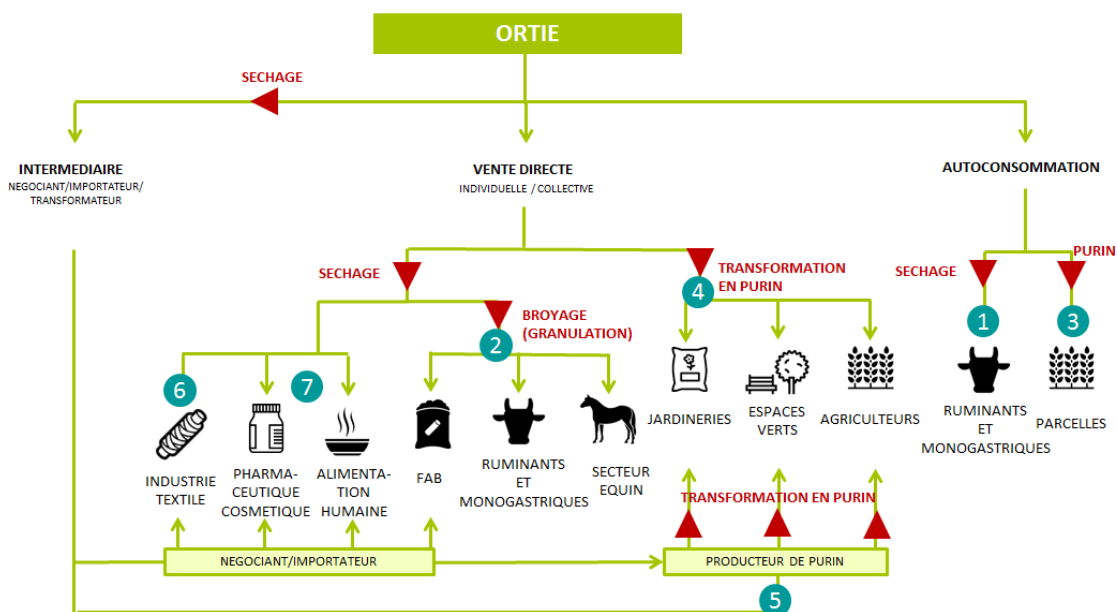 ORTIE
SECHAGE
INTERMEDIAIRE
NEGOCIANT/IMPORTATEUR/
TRANSFORMATEUR
VENTE DIRECTE
INDIVIDUELLE / COLLECTIVE
AUTOCONSOMMATION
SECHAGE
TRANSFORMATION
EN PURIN
4
SECHAGE
PURIN
BROYAGE
(GRANULATION)
2
1
3
6
7
INDUSTRIE
TEXTILE
PHARMA-
CEUTIQUE
COSMETIQUE
ALIMENTA-
TION
HUMAINE
FAB
RUMINANTS
ET
MONOGASTRIQUES
SECTEUR
EQUIN
JARDINERIES
ESPACES
VERTS
AGRICULTEURS
RUMINANTS
ET
MONOGASTRIQUES
PARCELLES
TRANSFORMATION EN PURIN
NEGOCIANT/IMPORTATEUR
PRODUCTEUR DE PURIN
5